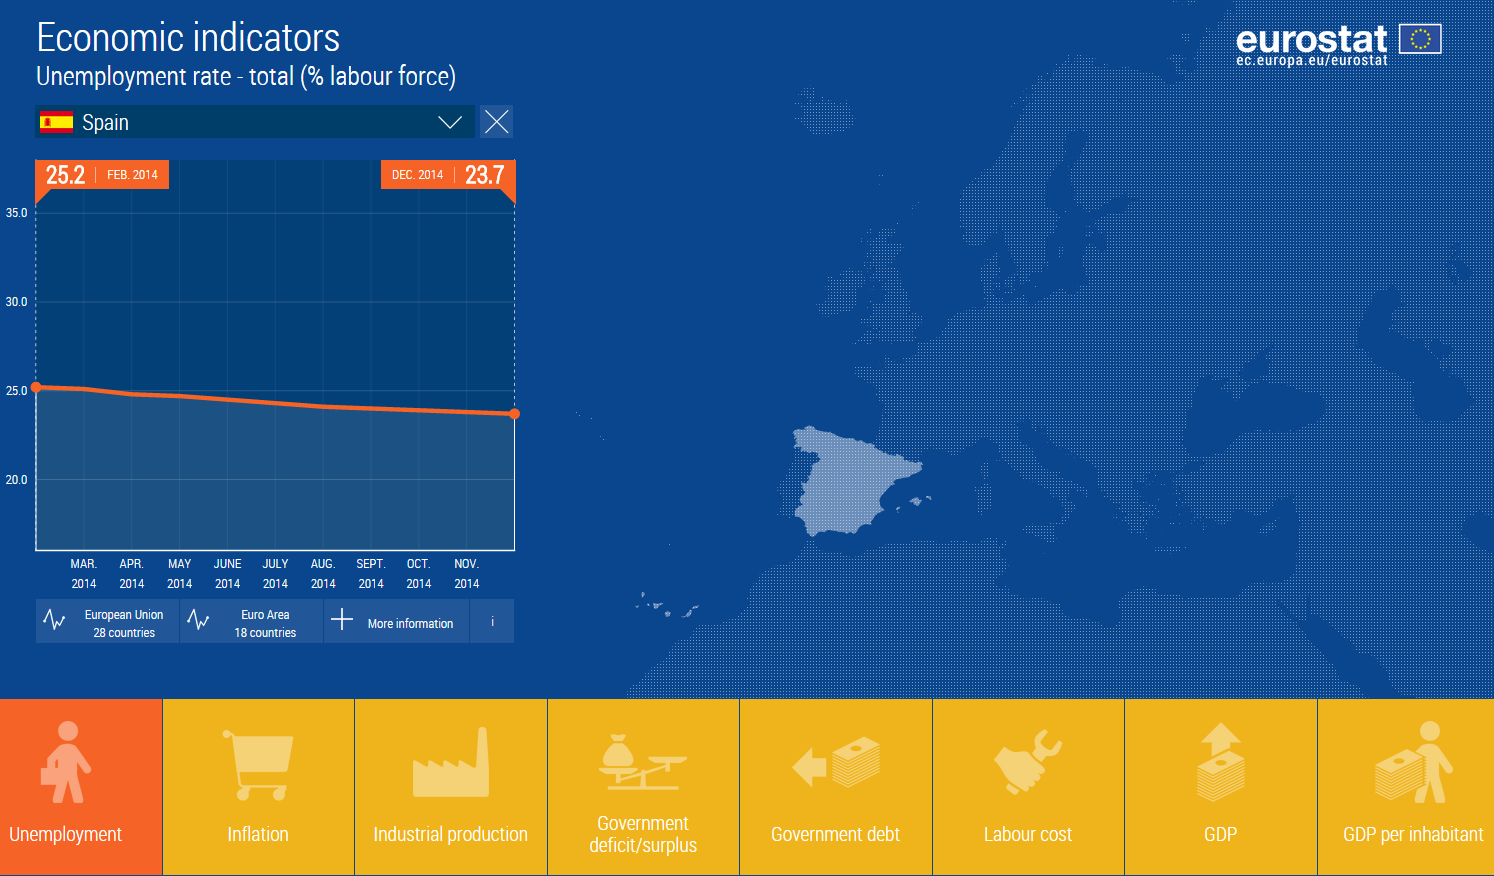 Economic indicators
Unemployment rate - total (% labour force)
eurostat
ec.europa.eu/eurostat
Spain
25.2 FEB. 2014
DEC. 2014 23.7
35.0
30.0
25.0
20.0
MAR. APR. MAY JUNE JULY AUG. SEPT. OCT. NOV.
2014 2014 2014 2014 2014 2014 2014 2014 2014
European Union
28 countries
Euro Area
18 countries
More information
i
Unemployment
Inflation
Industrial production
Government
deficit/surplus
Government debt
Labour cost
GDP
GDP per inhabitant